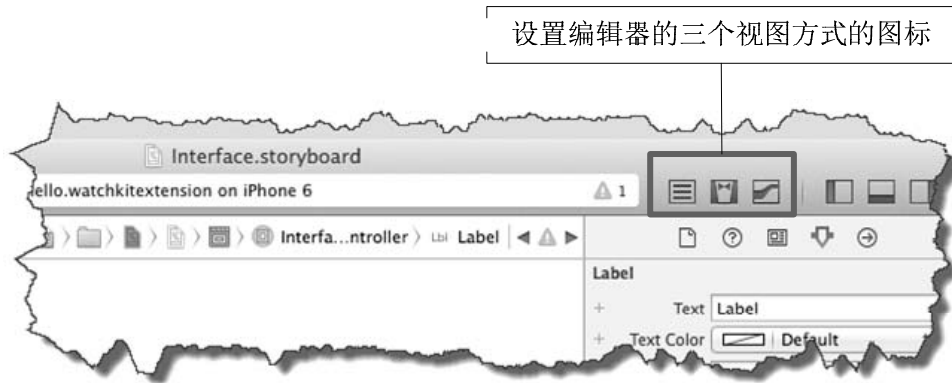 设置编辑器的三个视图方式的图标
Interface.storyboard
ello.watchkitextension on iPhone 6
1
Interfa...ntroller
Lbl
Label
Label
Text
Label
Text Color
Default